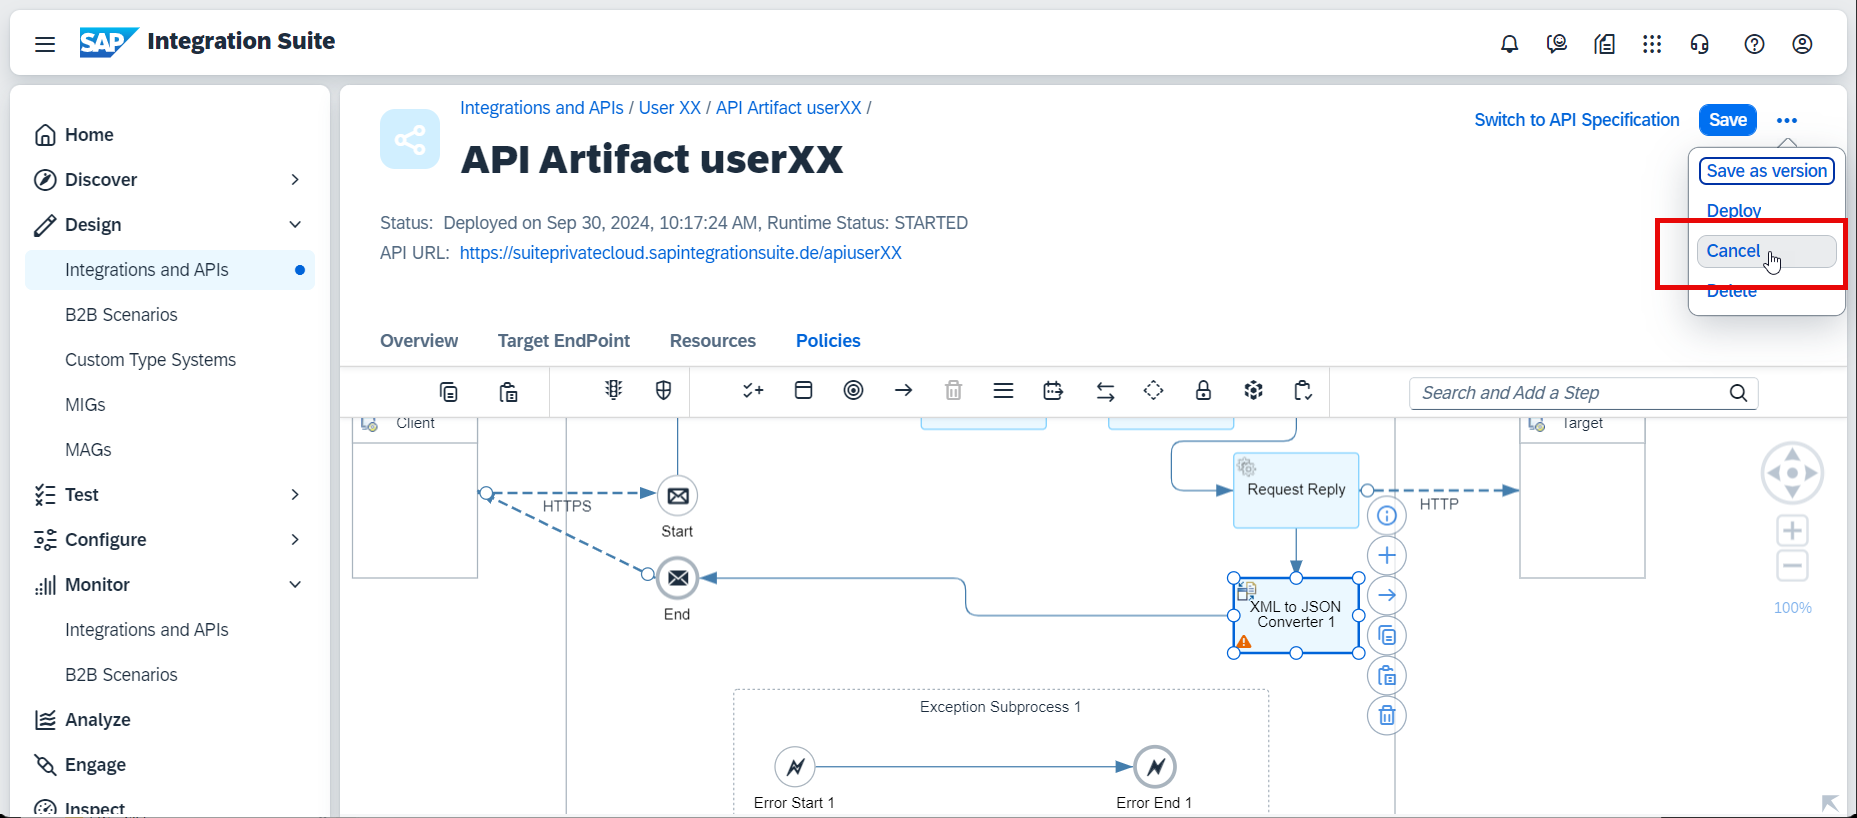 SAP Integration Suite
Home
Discover
Design
Integrations and APIs
B2B Scenarios
Custom Type Systems
MIGs
MAGs
Test
Configure
Monitor
Integrations and APIs
B2B Scenarios
Analyze
Engage
Inspect
Integrations and APIs / User XX / API Artifact userXX /
API Artifact userXX
Status: Deployed on Sep 30, 2024, 10:17:24 AM, Runtime Status: STARTED
API URL: https://suiteprivatecloud.sapintegrationsuite.de/apiuserXX
Switch to API Specification
Save
Save as version
Deploy
Cancel
Delete
Overview
Target EndPoint
Resources
Policies
Search and Add a Step
Client
Target
HTTPS
Start
End
Request Reply
HTTP
XML to JSON
Converter 1
100%
Exception Subprocess 1
Error Start 1
Error End 1